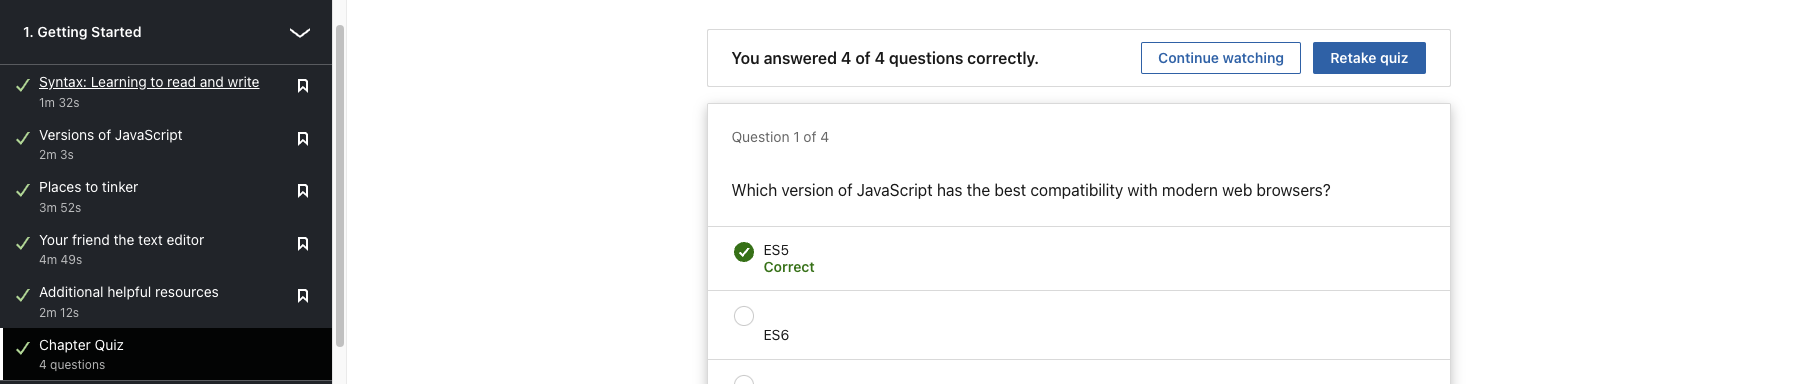 1. Getting Started
Syntax: Learning to read and write
1m 32s
Versions of JavaScript
2m 3s
Places to tinker
3m 52s
Your friend the text editor
4m 49s
Additional helpful resources
2m 12s
Chapter Quiz
4 questions
You answered 4 of 4 questions correctly.
Continue watching
Retake quiz
Question 1 of 4
Which version of JavaScript has the best compatibility with modern web browsers?
ES5
Correct
ES6